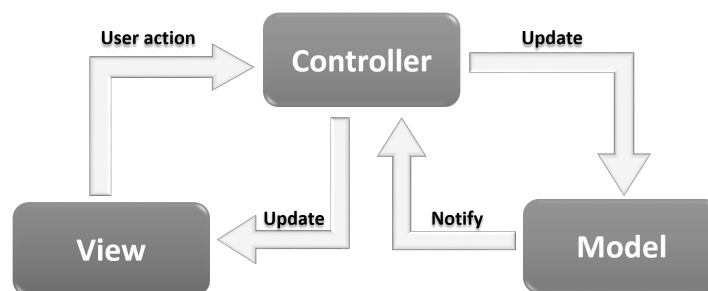 User action
Controller
Update
View
Update
Notify
Model